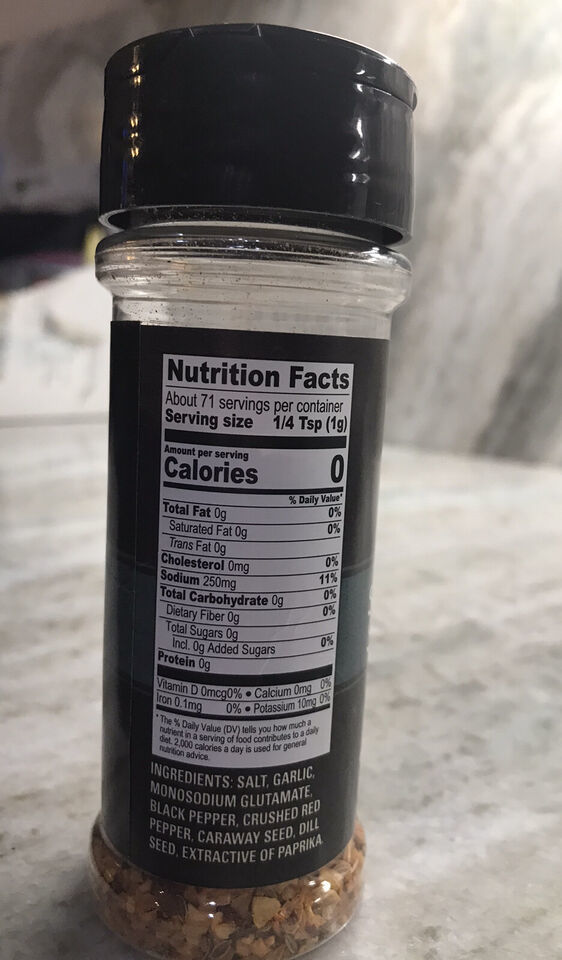 Nutrition Facts
About 71 servings per container
Serving size 1/4 Tsp (1g)
Amount per serving
Calories 0
% Daily Value*
Total Fat 0g 0%
Saturated Fat 0g 0%
Trans Fat 0g
Cholesterol 0mg 0%
Sodium 250mg 11%
Total Carbohydrate 0g 0%
Dietary Fiber 0g 0%
Total Sugars 0g
Incl. 0g Added Sugars 0%
Protein 0g
Vitamin D 0mcg0% • Calcium 0mg 0%
Iron 0.1mg 0% • Potassium 10mg 0%
* The % Daily Value (DV) tells you how much a
nutrient in a serving of food contributes to a daily
diet. 2,000 calories a day is used for general
nutrition advice.
INGREDIENTS: SALT, GARLIC,
MONOSODIUM GLUTAMATE,
BLACK PEPPER, CRUSHED RED
PEPPER, CARAWAY SEED, DILL
SEED, EXTRACTIVE OF PAPRIKA.